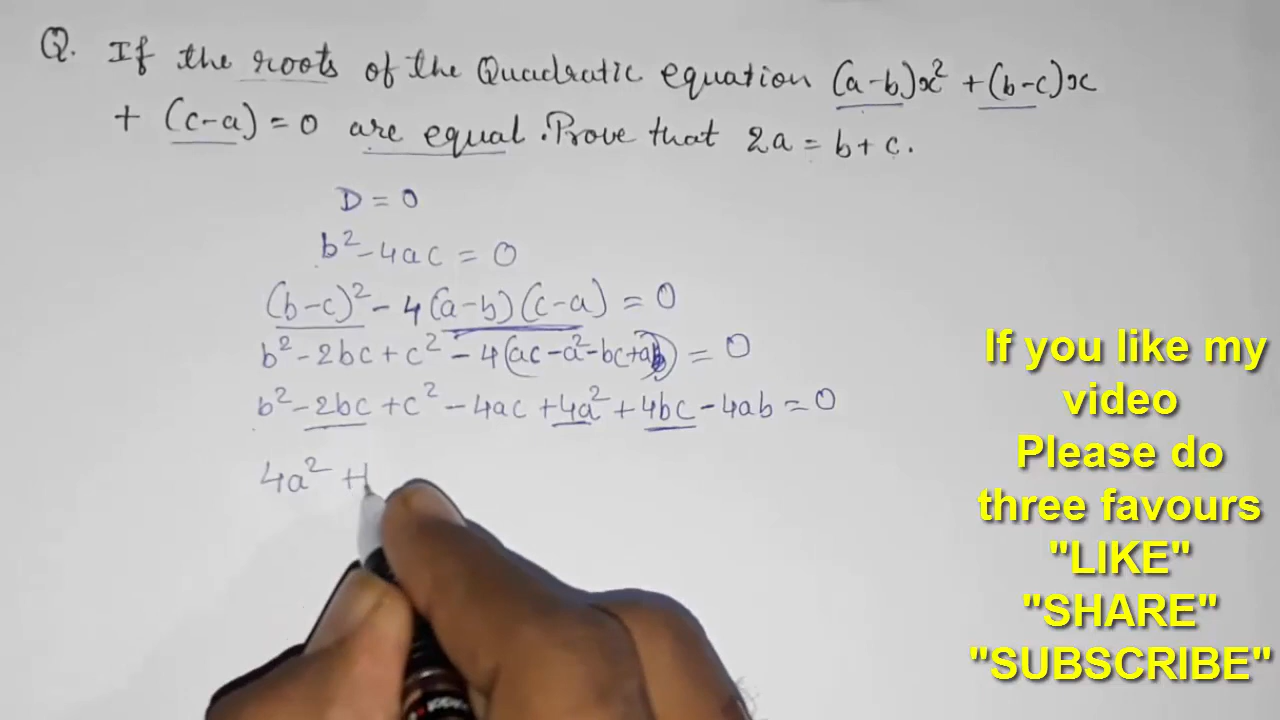 Q. If the roots of the Quadratic equation (a-b)x² + (b-c)x
+ (c-a) = 0 are equal. Prove that 2a = b + c.
D = 0
b² - 4ac = 0
(b-c)² - 4(a-b)(c-a) = 0
b² - 2bc + c² - 4(ac - a² - bc + ab) = 0
b² - 2bc + c² - 4ac + 4a² + 4bc - 4ab = 0
4a² +
If you like my
video
Please do
three favours
"LIKE"
"SHARE"
"SUBSCRIBE"